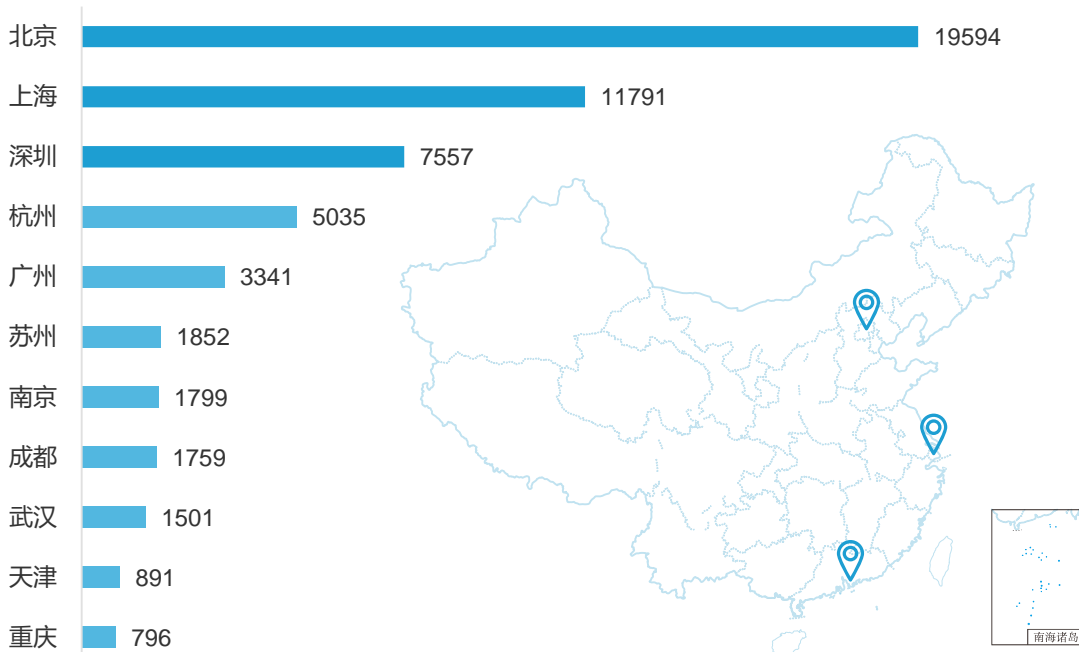 北京 19594
上海 11791
深圳 7557
杭州 5035
广州 3341
苏州 1852
南京 1799
成都 1759
武汉 1501
天津 891
重庆 796
南海诸岛